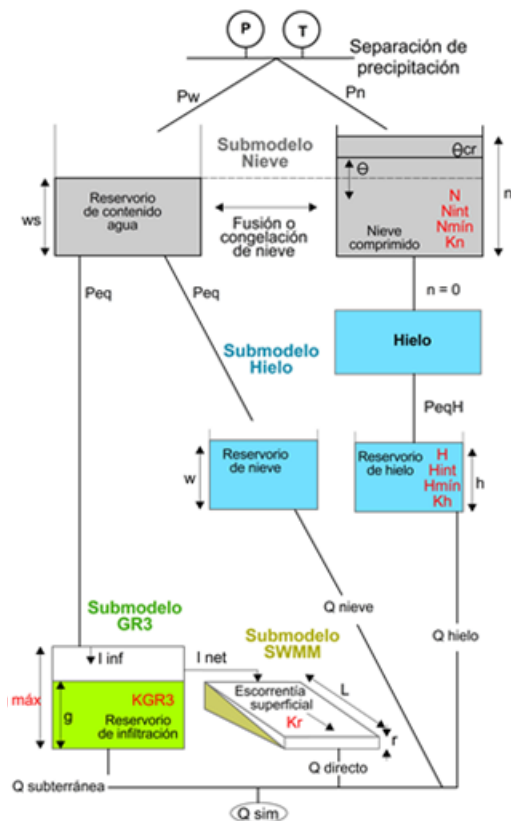 P
T
Separación de
precipitación
Pw
Pn
Submodelo
Nieve
Θcr
Θ
n
ws
Reservorio
de contenido
agua
Fusión o
congelación
de nieve
N
Nint
Nmín
Kn
Nieve
comprimido
Peq
Peq
n = 0
Submodelo
Hielo
Hielo
PeqH
w
Reservorio
de nieve
Reservorio
de hielo
H
Hint
Hmín
Kh
h
Q nieve
Q hielo
Submodelo
GR3
Submodelo
SWMM
I inf
I net
máx
g
KGR3
Reservorio
de infiltración
Escorrentía
superficial
Kr
L
r
Q subterránea
Q directo
Q sim